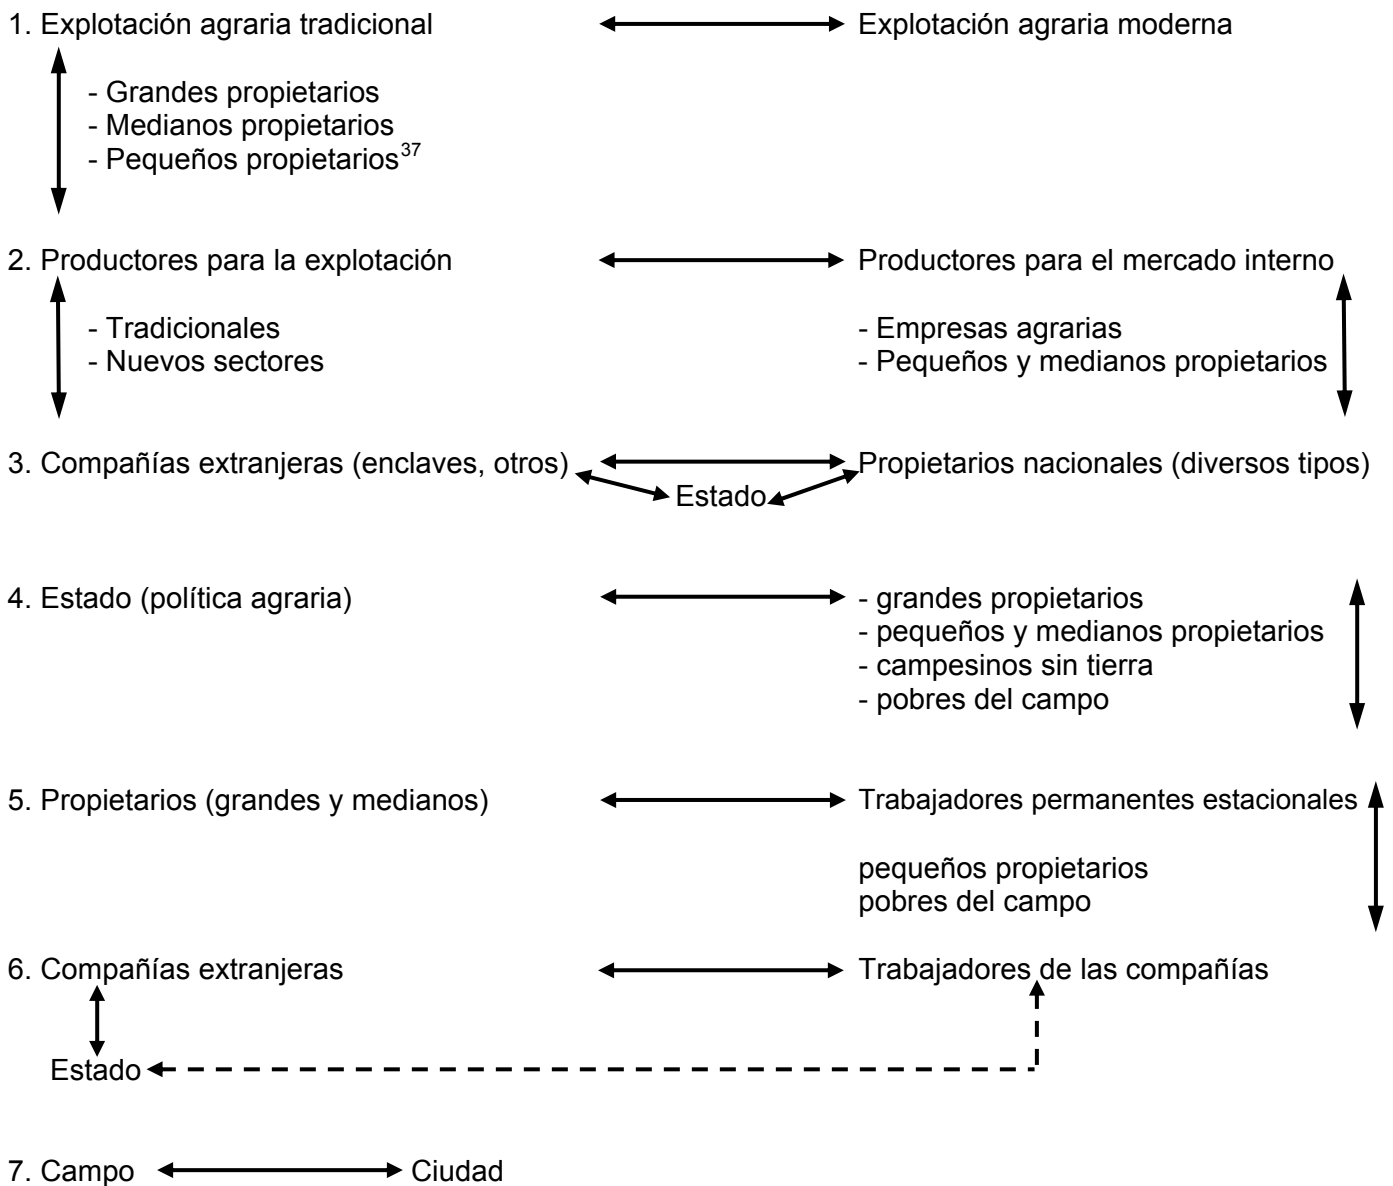 1. Explotación agraria tradicional Explotación agraria moderna
- Grandes propietarios
- Medianos propietarios
- Pequeños propietarios37
2. Productores para la explotación Productores para el mercado interno
- Tradicionales - Empresas agrarias
- Nuevos sectores - Pequeños y medianos propietarios
3. Compañías extranjeras (enclaves, otros) Propietarios nacionales (diversos tipos)
Estado
4. Estado (política agraria) - grandes propietarios
- pequeños y medianos propietarios
- campesinos sin tierra
- pobres del campo
5. Propietarios (grandes y medianos) Trabajadores permanentes estacionales
pequeños propietarios
pobres del campo
6. Compañías extranjeras Trabajadores de las compañías
Estado
7. Campo Ciudad